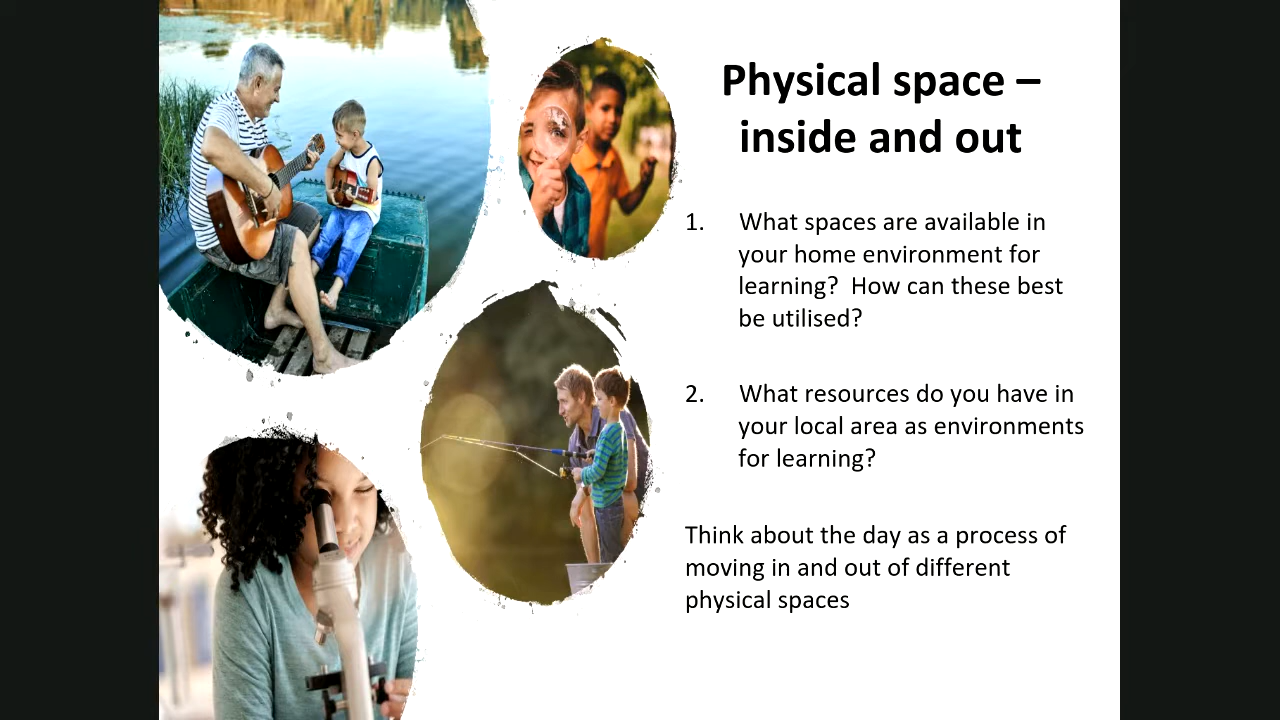 Physical space –
inside and out
1. What spaces are available in
your home environment for
learning?  How can these best
be utilised?
2. What resources do you have in
your local area as environments
for learning?
Think about the day as a process of
moving in and out of different
physical spaces